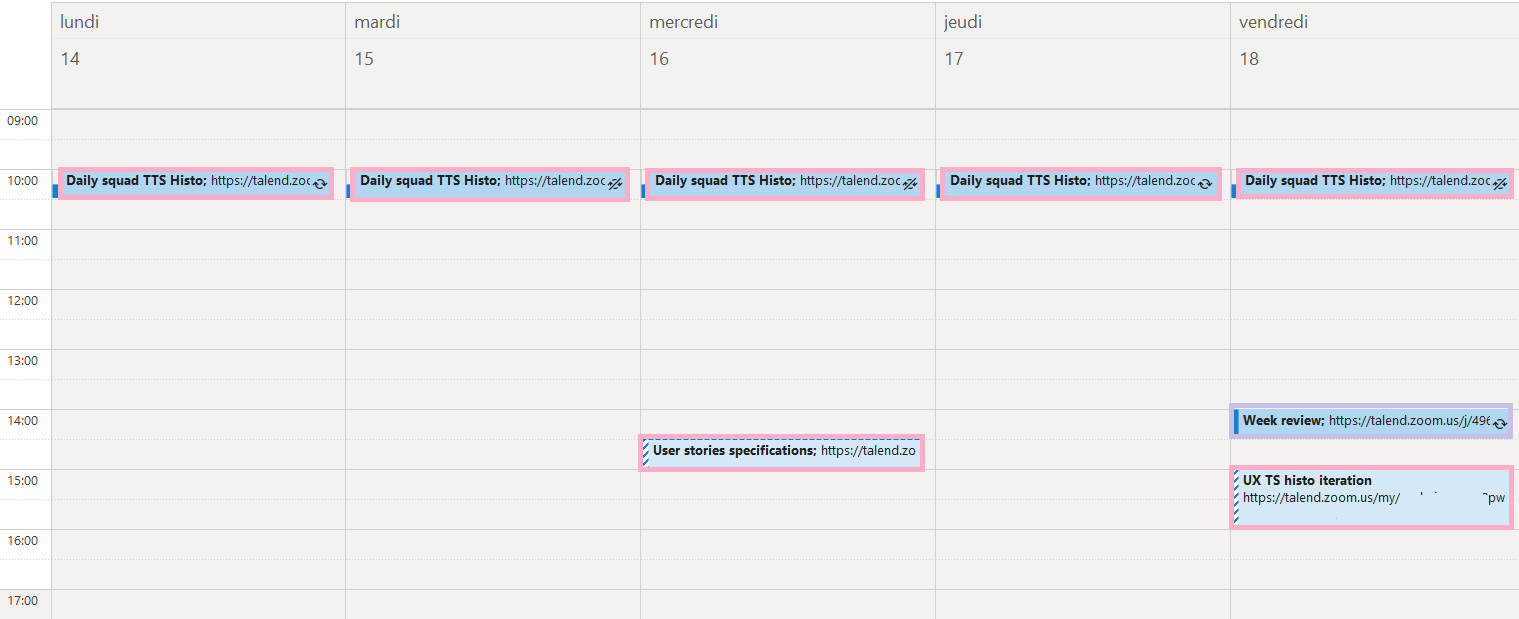 lundi
mardi
mercredi
jeudi
vendredi
14
15
16
17
18
09:00
10:00
Daily squad TTS Histo; https://talend.zoc
Daily squad TTS Histo; https://talend.zoc
Daily squad TTS Histo; https://talend.zoc
Daily squad TTS Histo; https://talend.zoc
Daily squad TTS Histo; https://talend.zoc
11:00
12:00
13:00
14:00
Week review; https://talend.zoom.us/j/496
User stories specifications; https://talend.zo
15:00
UX TS histo iteration
https://talend.zoom.us/my/
?pw
16:00
17:00